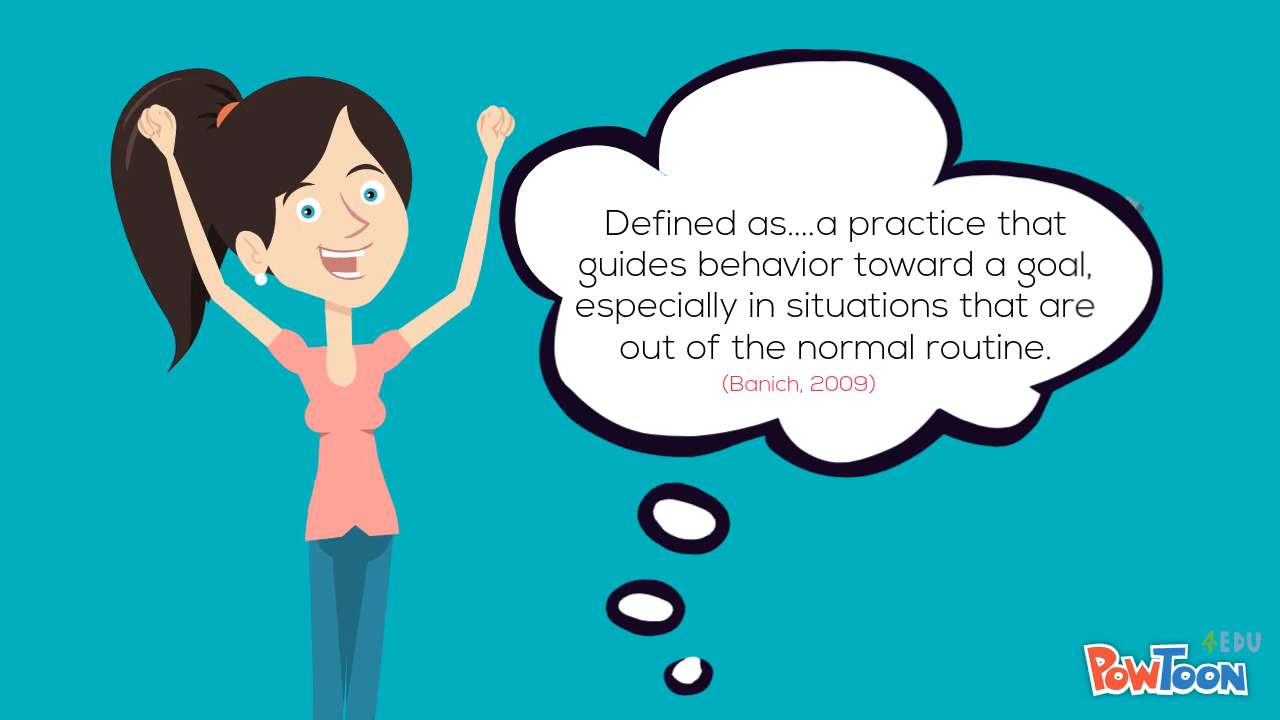 Defined as....a practice that
guides behavior toward a goal,
especially in situations that are
out of the normal routine.
(Banich, 2009)
4EDU
POWTOON